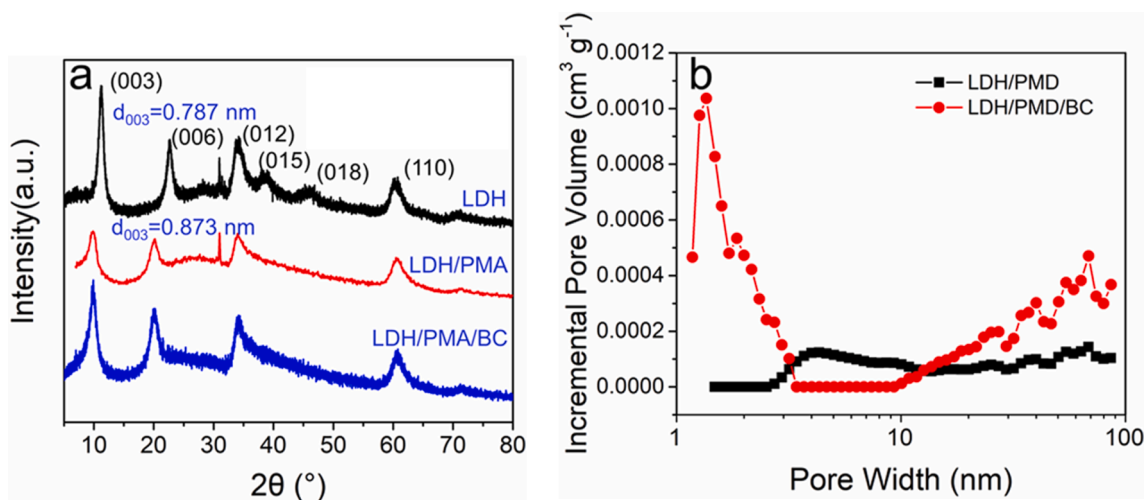 a
(003)
d003=0.787 nm
(006)
(012)
(015)
(018)
(110)
LDH
d003=0.873 nm
LDH/PMA
LDH/PMA/BC
Intensity(a.u.)
10 20 30 40 50 60 70 80
2θ (°)
b
LDH/PMD
LDH/PMD/BC
Incremental Pore Volume (cm³ g⁻¹)
0.0012
0.0010
0.0008
0.0006
0.0004
0.0002
0.0000
1 10 100
Pore Width (nm)